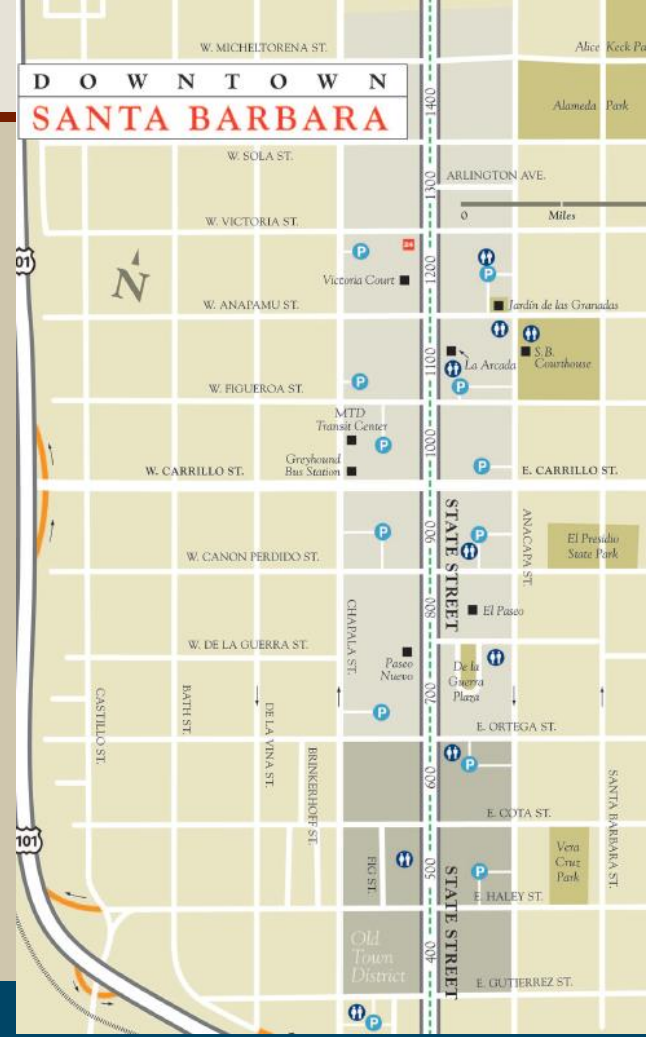 W. MICHELTORENA ST.
Alice Keck Pa
DOWNTOWN
SANTA BARBARA
1400
Alameda Park
W. SOLA ST.
ARLINGTON AVE.
1300
0 Miles
W. VICTORIA ST.
24
P
P
01
1200
Victoria Court
N
W. ANAPAMU ST.
Jardín de las Granadas
1100
La Arcada
S.B.
Courthouse
P
P
W. FIGUEROA ST.
MTD
Transit Center
P
1000
Greyhound
Bus Station
P
W. CARRILLO ST.
E. CARRILLO ST.
STATE STREET
ANACAPA ST.
P
P
900
El Presidio
State Park
W. CANON PERDIDO ST.
CHAPALA ST.
800
El Paseo
W. DE LA GUERRA ST.
Paseo
Nuevo
De la
Guerra
Plaza
700
CASTILLO ST.
BATH ST.
DE LA VINA ST.
P
E. ORTEGA ST.
BRINKERHOFF ST.
P
600
SANTA BARBARA ST.
E. COTA ST.
101
FIG ST.
500
P
Vera
Cruz
Park
STATE STREET
E. HALEY ST.
Old
Town
District
400
E. GUTIERREZ ST.
P